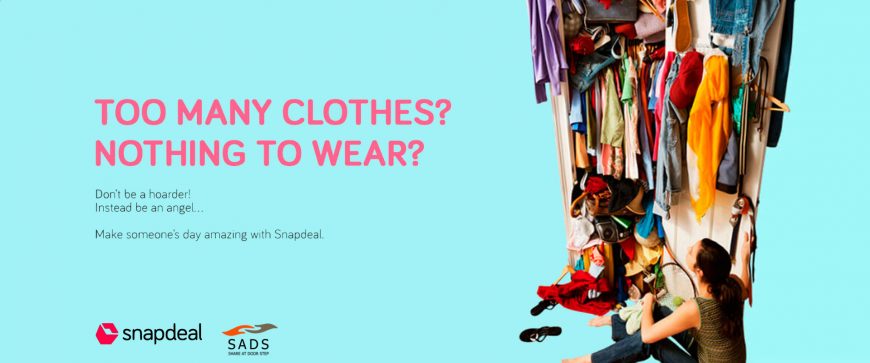 TOO MANY CLOTHES?
NOTHING TO WEAR?
Don't be a hoarder!
Instead be an angel...
Make someone's day amazing with Snapdeal.
snapdeal
SADS
SHARE AT DOOR STEP